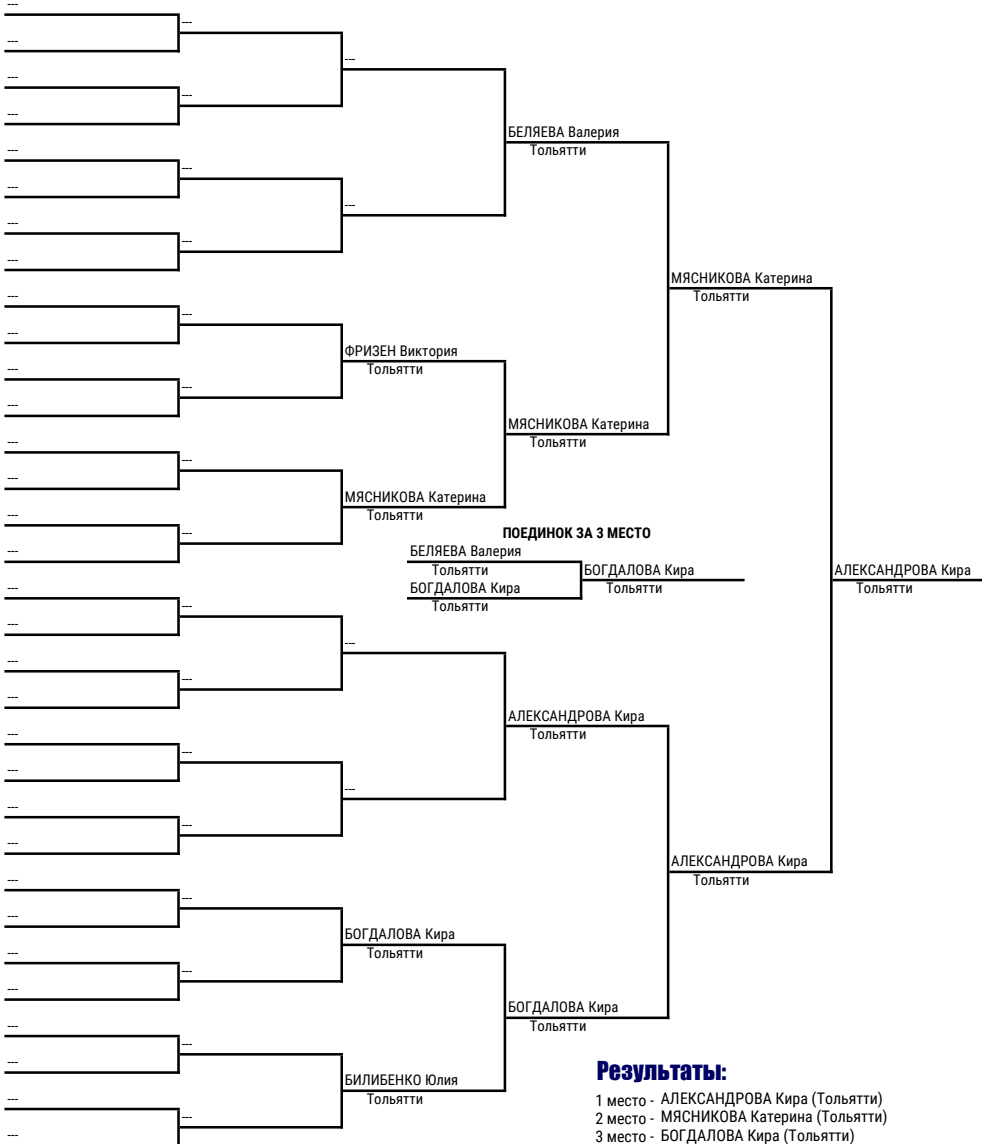 ---
---
---
---
---
---
---
---
---
---
БЕЛЯЕВА Валерия
Тольятти
---
---
---
---
---
---
---
МЯСНИКОВА Катерина
Тольятти
---
---
---
ФРИЗЕН Виктория
Тольятти
---
---
---
МЯСНИКОВА Катерина
Тольятти
---
---
---
МЯСНИКОВА Катерина
Тольятти
---
---
ПОЕДИНОК ЗА 3 МЕСТО
БЕЛЯЕВА Валерия
Тольятти
БОГДАЛОВА Кира
Тольятти
БОГДАЛОВА Кира
Тольятти
АЛЕКСАНДРОВА Кира
Тольятти
---
---
---
---
---
---
---
АЛЕКСАНДРОВА Кира
Тольятти
---
---
---
---
---
---
---
АЛЕКСАНДРОВА Кира
Тольятти
---
---
---
БОГДАЛОВА Кира
Тольятти
---
---
---
БОГДАЛОВА Кира
Тольятти
---
---
---
БИЛИБЕНКО Юлия
Тольятти
---
---
---
Результаты:
1 место - АЛЕКСАНДРОВА Кира (Тольятти)
2 место - МЯСНИКОВА Катерина (Тольятти)
3 место - БОГДАЛОВА Кира (Тольятти)